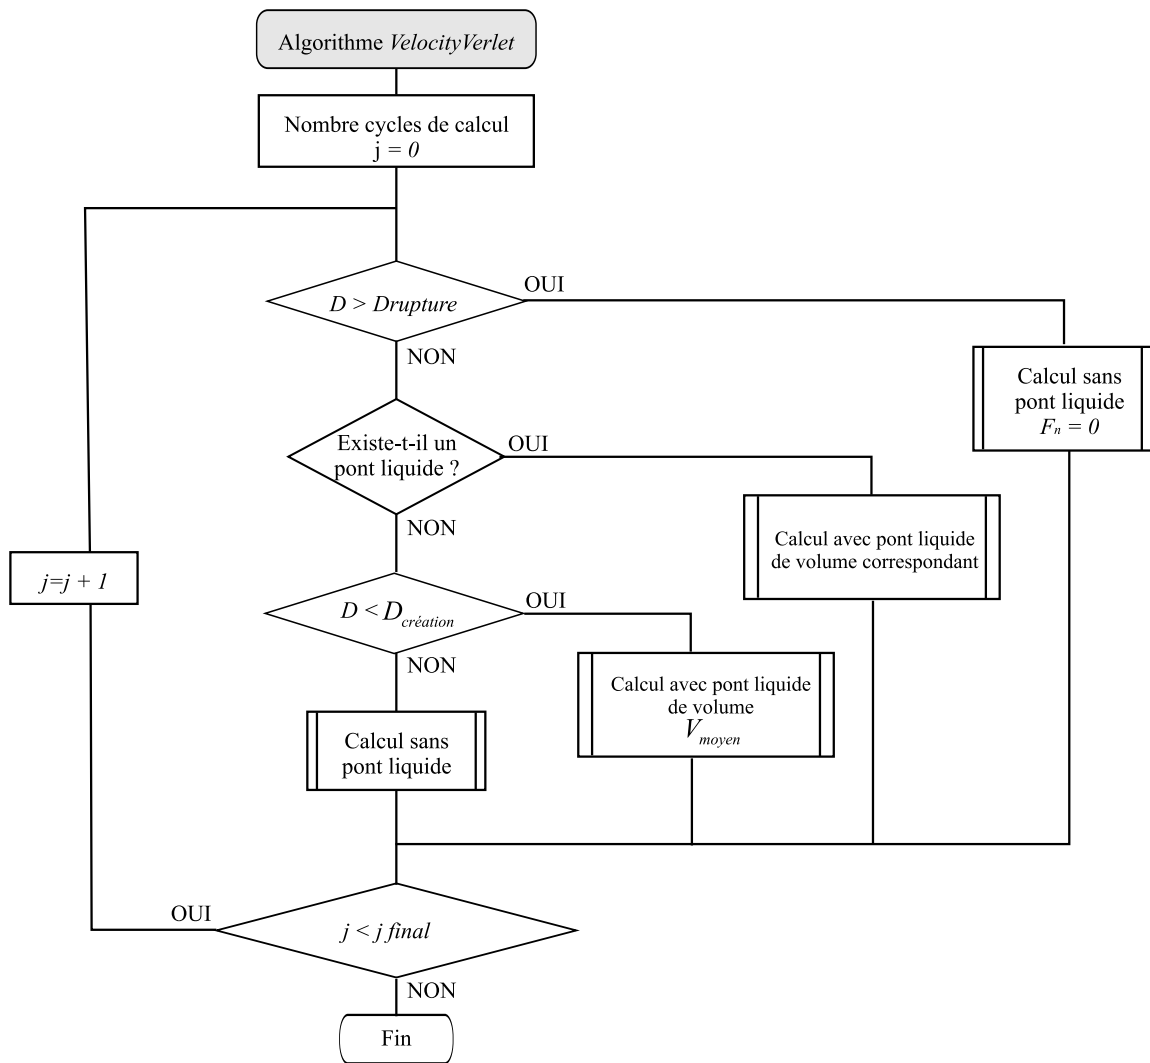 Algorithme VelocityVerlet
Nombre cycles de calcul
j = 0
OUI
D > Drupture
NON
Calcul sans
pont liquide
Fn = 0
Existe-t-il un
pont liquide ?
OUI
NON
Calcul avec pont liquide
de volume correspondant
j=j + 1
D < Dcréation
OUI
NON
Calcul avec pont liquide
de volume
Vmoyen
Calcul sans
pont liquide
OUI
j < j final
NON
Fin